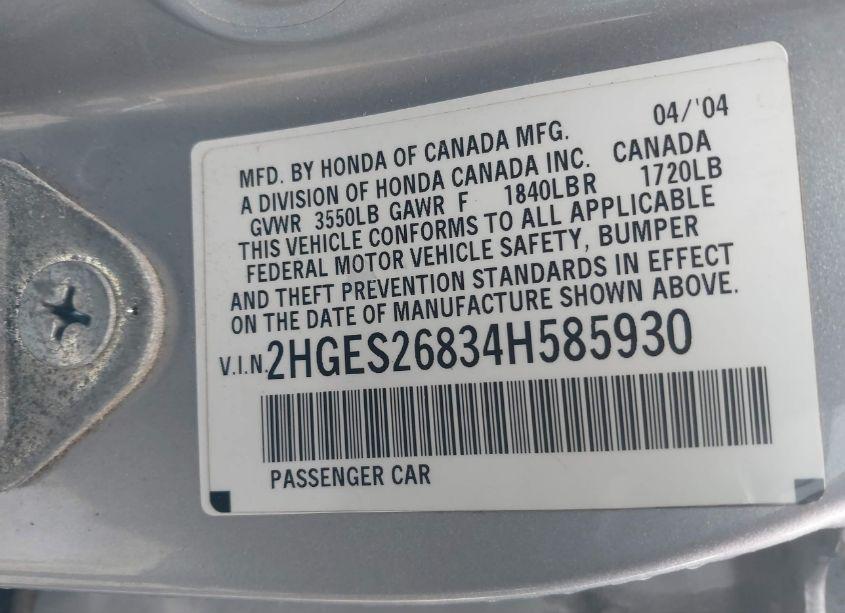 04/'04
MFD. BY HONDA OF CANADA MFG.
A DIVISION OF HONDA CANADA INC. CANADA
GVWR 3550LB GAWR F 1840LB R 1720LB
THIS VEHICLE CONFORMS TO ALL APPLICABLE
FEDERAL MOTOR VEHICLE SAFETY, BUMPER
AND THEFT PREVENTION STANDARDS IN EFFECT
ON THE DATE OF MANUFACTURE SHOWN ABOVE.
V.I.N. 2HGES26834H585930
PASSENGER CAR